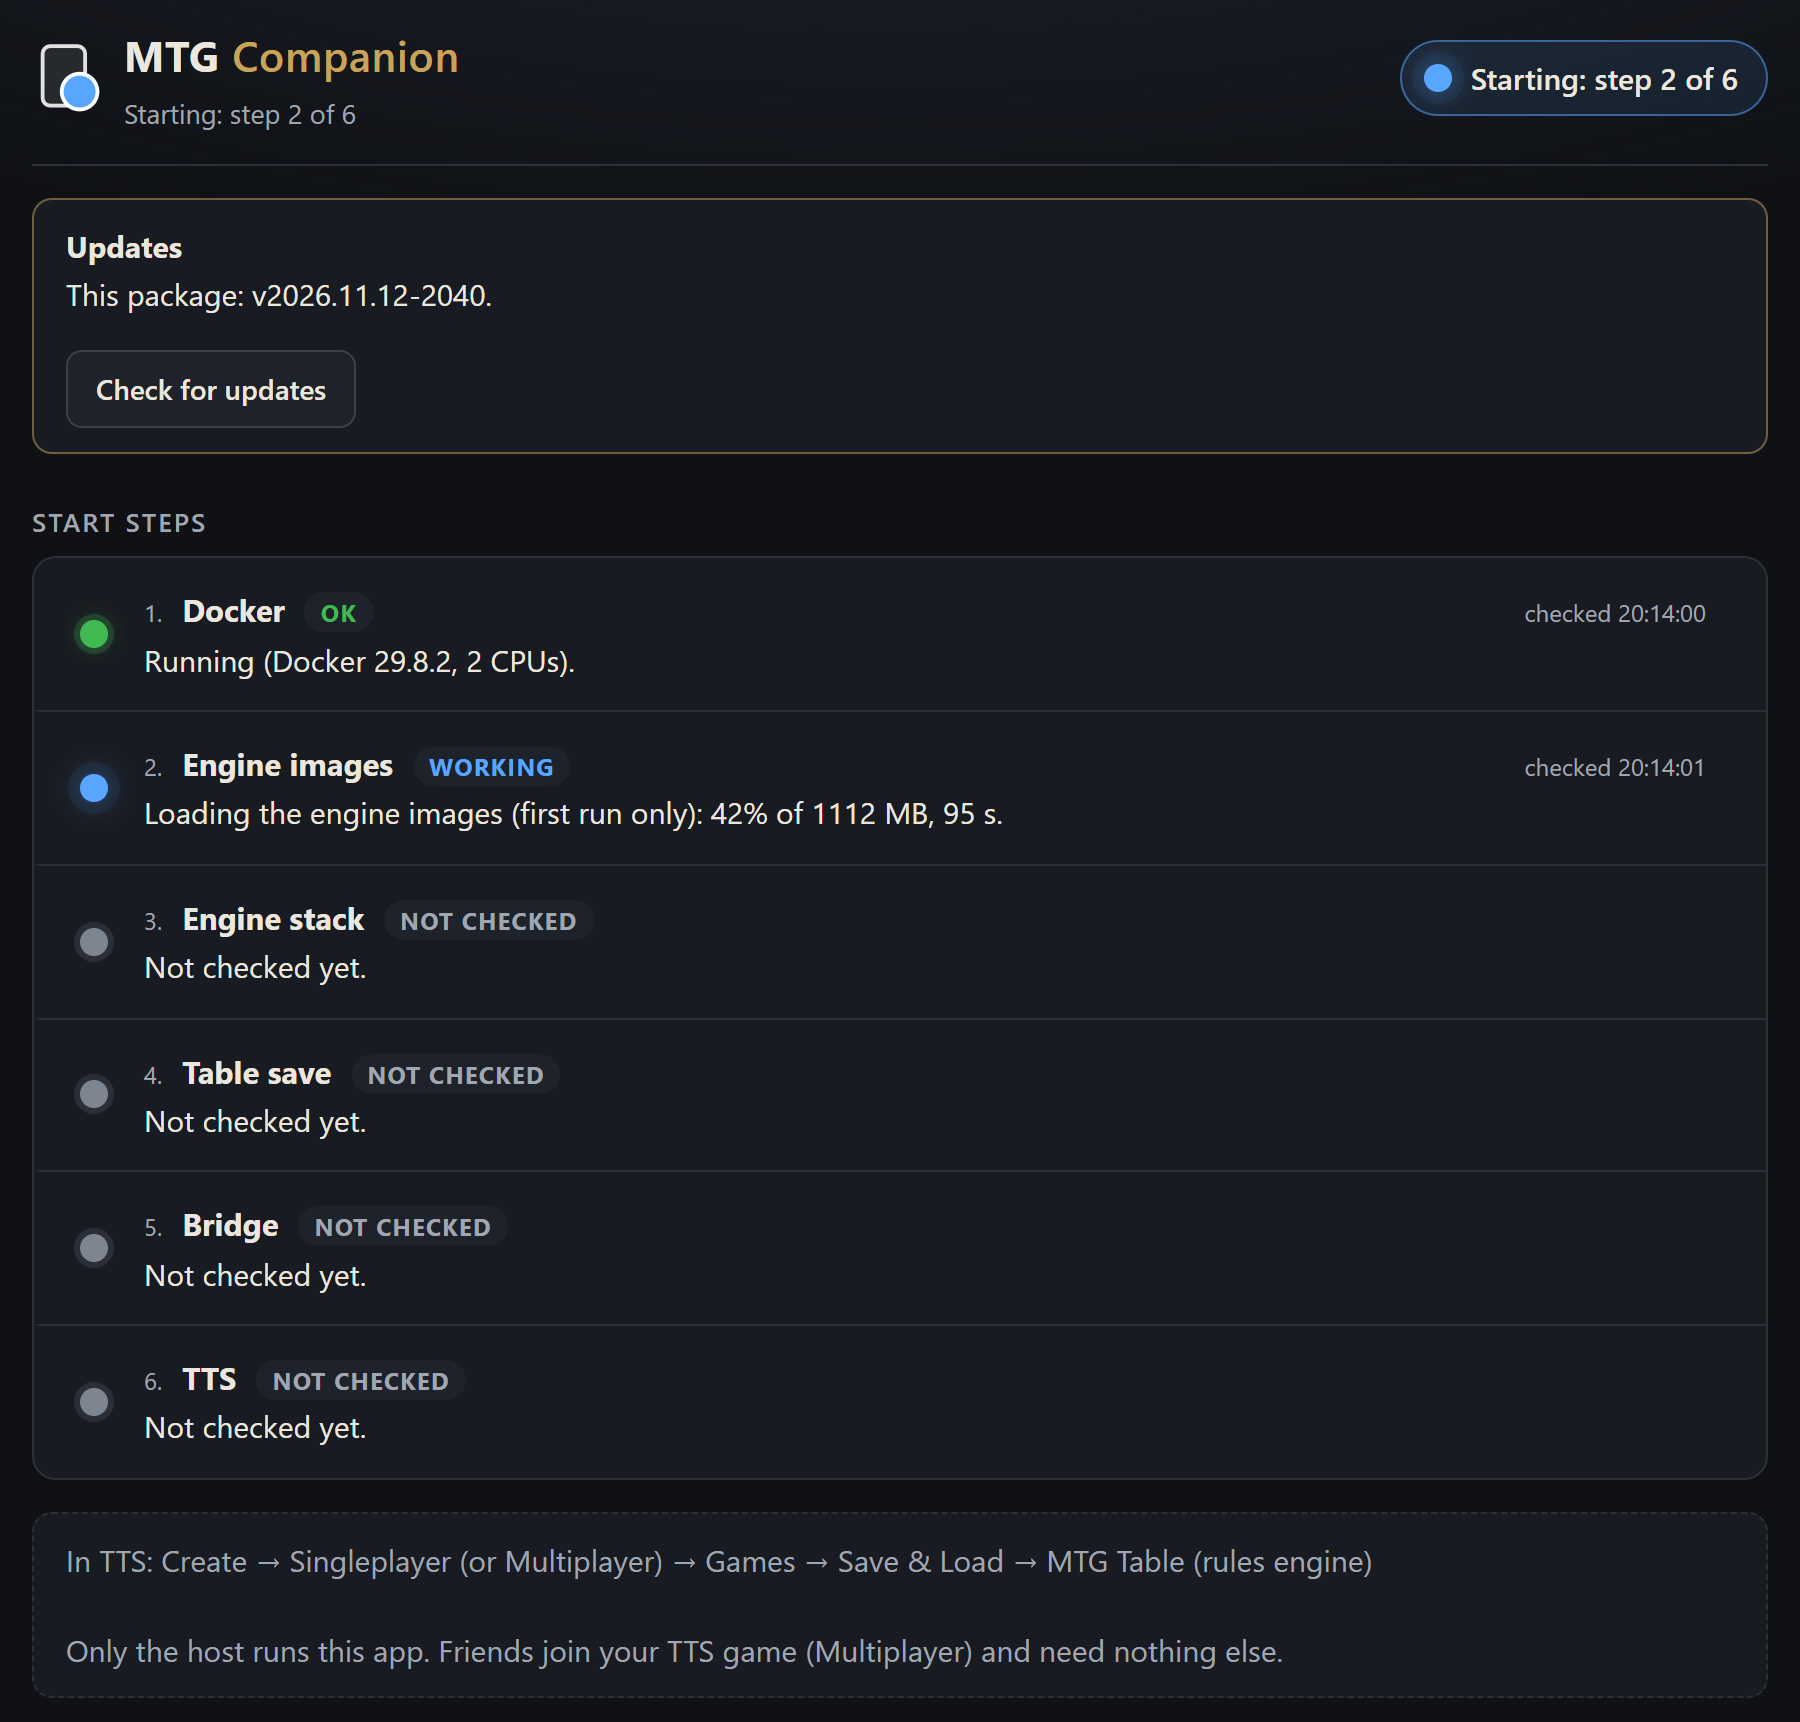 MTG Companion
Starting: step 2 of 6
Starting: step 2 of 6
Updates
This package: v2026.11.12-2040.
Check for updates
START STEPS
1. Docker OK
checked 20:14:00
Running (Docker 29.8.2, 2 CPUs).
2. Engine images WORKING
checked 20:14:01
Loading the engine images (first run only): 42% of 1112 MB, 95 s.
3. Engine stack NOT CHECKED
Not checked yet.
4. Table save NOT CHECKED
Not checked yet.
5. Bridge NOT CHECKED
Not checked yet.
6. TTS NOT CHECKED
Not checked yet.
In TTS: Create → Singleplayer (or Multiplayer) → Games → Save & Load → MTG Table (rules engine)
Only the host runs this app. Friends join your TTS game (Multiplayer) and need nothing else.